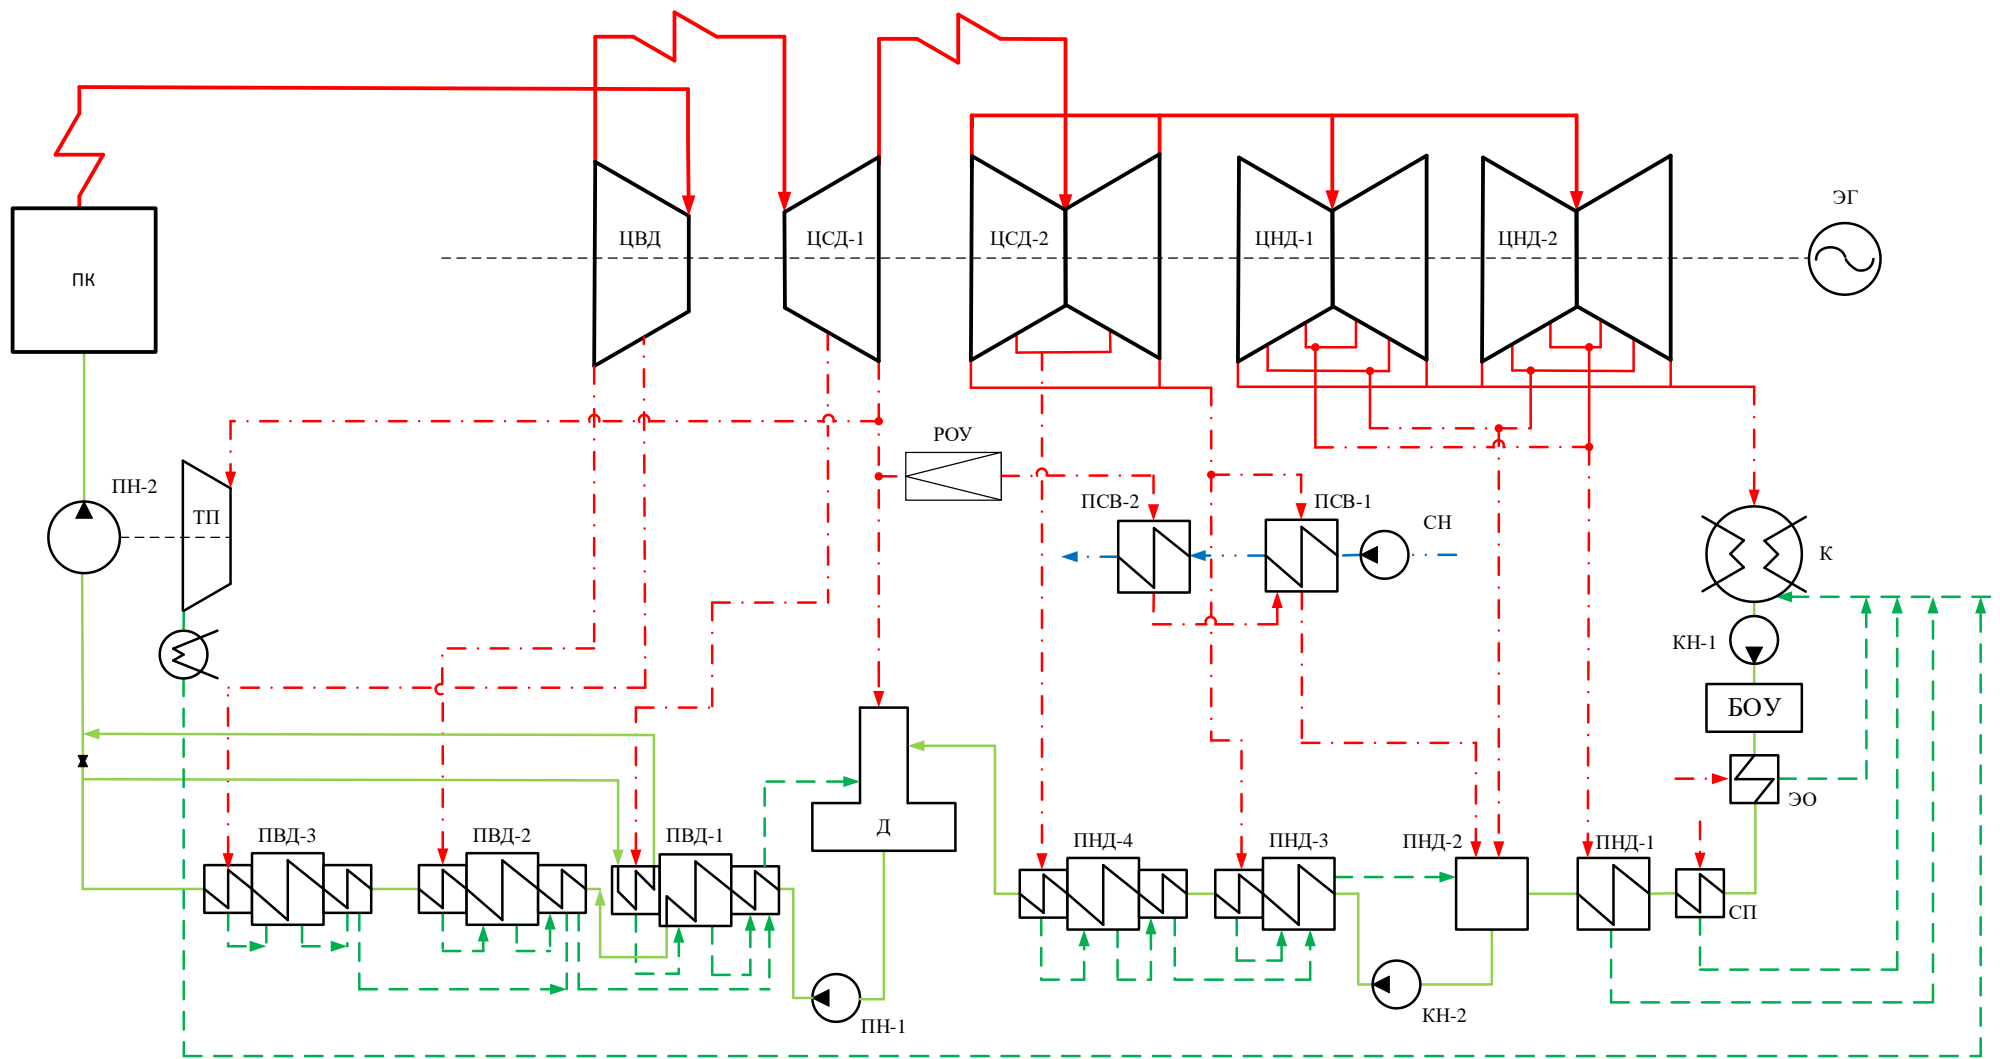 ЭГ
ЦВД
ЦСД-1
ЦСД-2
ЦНД-1
ЦНД-2
ПК
РОУ
ПН-2
ТП
ПСВ-2
ПСВ-1
СН
К
КН-1
БОУ
ЭО
ПВД-3
ПВД-2
ПВД-1
Д
ПНД-4
ПНД-3
ПНД-2
ПНД-1
СП
ПН-1
КН-2